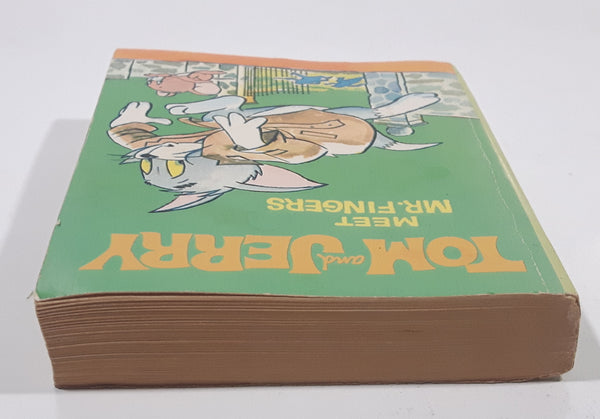 TOM and JERRY
MEET
MR. FINGERS